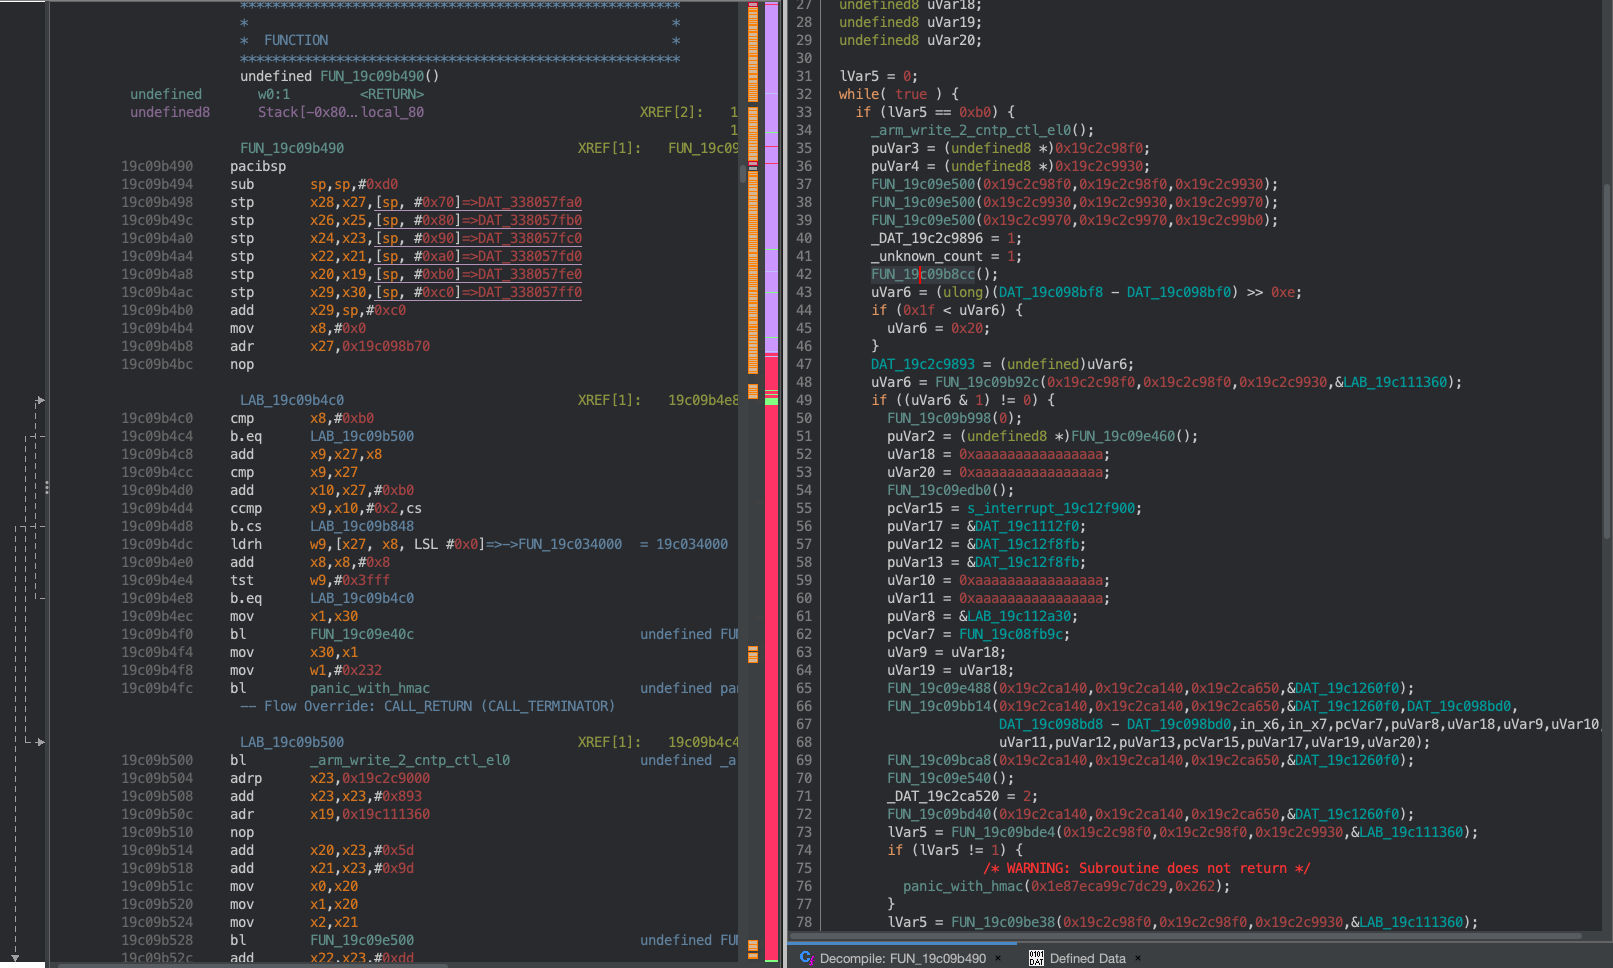 *******************************************************
* *
* FUNCTION *
*******************************************************
undefined FUN_19c09b490()
undefined w0:1 <RETURN>
undefined8 Stack[-0x80...local_80 XREF[2]: 1
1
FUN_19c09b490 XREF[1]: FUN_19c09
19c09b490 pacibsp
19c09b494 sub sp,sp,#0xd0
19c09b498 stp x28,x27,[sp, #0x70]=>DAT_338057fa0
19c09b49c stp x26,x25,[sp, #0x80]=>DAT_338057fb0
19c09b4a0 stp x24,x23,[sp, #0x90]=>DAT_338057fc0
19c09b4a4 stp x22,x21,[sp, #0xa0]=>DAT_338057fd0
19c09b4a8 stp x20,x19,[sp, #0xb0]=>DAT_338057fe0
19c09b4ac stp x29,x30,[sp, #0xc0]=>DAT_338057ff0
19c09b4b0 add x29,sp,#0xc0
19c09b4b4 mov x8,#0x0
19c09b4b8 adr x27,0x19c098b70
19c09b4bc nop
LAB_19c09b4c0 XREF[1]: 19c09b4e8
19c09b4c0 cmp x8,#0xb0
19c09b4c4 b.eq LAB_19c09b500
19c09b4c8 add x9,x27,x8
19c09b4cc cmp x9,x27
19c09b4d0 add x10,x27,#0xb0
19c09b4d4 ccmp x9,x10,#0x2,cs
19c09b4d8 b.cs LAB_19c09b848
19c09b4dc ldrh w9,[x27, x8, LSL #0x0]=>->FUN_19c034000 = 19c034000
19c09b4e0 add x8,x8,#0x8
19c09b4e4 tst w9,#0x3fff
19c09b4e8 b.eq LAB_19c09b4c0
19c09b4ec mov x1,x30
19c09b4f0 bl FUN_19c09e40c undefined FU
19c09b4f4 mov x30,x1
19c09b4f8 mov w1,#0x232
19c09b4fc bl panic_with_hmac undefined pa
-- Flow Override: CALL_RETURN (CALL_TERMINATOR)
LAB_19c09b500 XREF[1]: 19c09b4c4
19c09b500 bl _arm_write_2_cntp_ctl_el0 undefined _a
19c09b504 adrp x23,0x19c2c9000
19c09b508 add x23,x23,#0x893
19c09b50c adr x19,0x19c111360
19c09b510 nop
19c09b514 add x20,x23,#0x5d
19c09b518 add x21,x23,#0x9d
19c09b51c mov x0,x20
19c09b520 mov x1,x20
19c09b524 mov x2,x21
19c09b528 bl FUN_19c09e500 undefined FU
19c09b52c add x22,x23,#0xdd
27 undefined8 uVar18;
28 undefined8 uVar19;
29 undefined8 uVar20;
30
31 lVar5 = 0;
32 while( true ) {
33 if (lVar5 == 0xb0) {
34 _arm_write_2_cntp_ctl_el0();
35 puVar3 = (undefined8 *)0x19c2c98f0;
36 puVar4 = (undefined8 *)0x19c2c9930;
37 FUN_19c09e500(0x19c2c98f0,0x19c2c98f0,0x19c2c9930);
38 FUN_19c09e500(0x19c2c9930,0x19c2c9930,0x19c2c9970);
39 FUN_19c09e500(0x19c2c9970,0x19c2c9970,0x19c2c99b0);
40 _DAT_19c2c9896 = 1;
41 _unknown_count = 1;
42 FUN_19c09b8cc();
43 uVar6 = (ulong)(DAT_19c098bf8 - DAT_19c098bf0) >> 0xe;
44 if (0x1f < uVar6) {
45 uVar6 = 0x20;
46 }
47 DAT_19c2c9893 = (undefined)uVar6;
48 uVar6 = FUN_19c09b92c(0x19c2c98f0,0x19c2c98f0,0x19c2c9930,&LAB_19c111360);
49 if ((uVar6 & 1) != 0) {
50 FUN_19c09b998(0);
51 puVar2 = (undefined8 *)FUN_19c09e460();
52 uVar18 = 0xaaaaaaaaaaaaaaaa;
53 uVar20 = 0xaaaaaaaaaaaaaaaa;
54 FUN_19c09edb0();
55 pcVar15 = s_interrupt_19c12f900;
56 puVar17 = &DAT_19c1112f0;
57 puVar12 = &DAT_19c12f8fb;
58 puVar13 = &DAT_19c12f8fb;
59 uVar10 = 0xaaaaaaaaaaaaaaaa;
60 uVar11 = 0xaaaaaaaaaaaaaaaa;
61 puVar8 = &LAB_19c112a30;
62 pcVar7 = FUN_19c08fb9c;
63 uVar9 = uVar18;
64 uVar19 = uVar18;
65 FUN_19c09e488(0x19c2ca140,0x19c2ca140,0x19c2ca650,&DAT_19c1260f0);
66 FUN_19c09bb14(0x19c2ca140,0x19c2ca140,0x19c2ca650,&DAT_19c1260f0,DAT_19c098bd0,
67 DAT_19c098bd8 - DAT_19c098bd0,in_x6,in_x7,pcVar7,puVar8,uVar18,uVar9,uVar10,
68 uVar11,puVar12,puVar13,pcVar15,puVar17,uVar19,uVar20);
69 FUN_19c09bca8(0x19c2ca140,0x19c2ca140,0x19c2ca650,&DAT_19c1260f0);
70 FUN_19c09e540();
71 _DAT_19c2ca520 = 2;
72 FUN_19c09bd40(0x19c2ca140,0x19c2ca140,0x19c2ca650,&DAT_19c1260f0);
73 lVar5 = FUN_19c09bde4(0x19c2c98f0,0x19c2c98f0,0x19c2c9930,&LAB_19c111360);
74 if (lVar5 != 1) {
75 /* WARNING: Subroutine does not return */
76 panic_with_hmac(0x1e87eca99c7dc29,0x262);
77 }
78 lVar5 = FUN_19c09be38(0x19c2c98f0,0x19c2c98f0,0x19c2c9930,&LAB_19c111360);
Decompile: FUN_19c09b490 ×
0101 DAT Defined Data ×